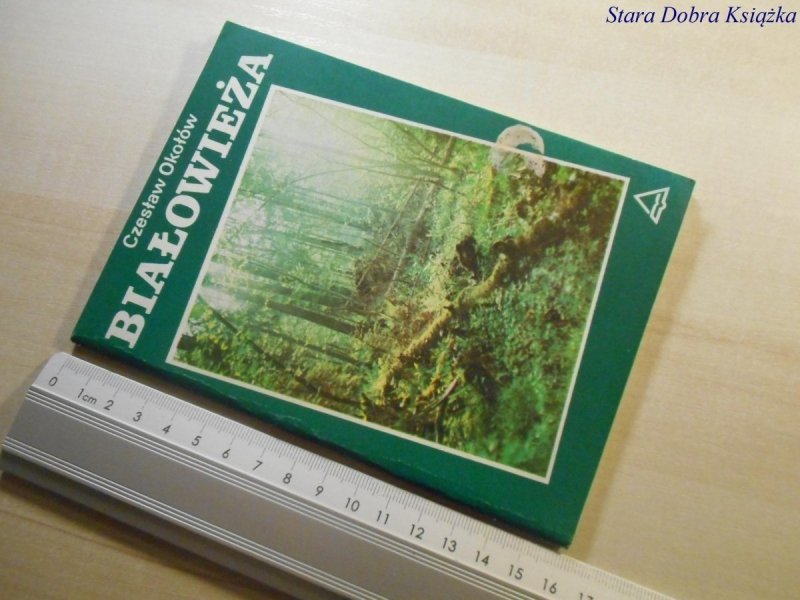 Stara Dobra Książka
Czesław Okołów
BIAŁOWIEŻA
0 1cm 2 3 4 5 6 7 8 9 10 11 12 13 14 15 16 17